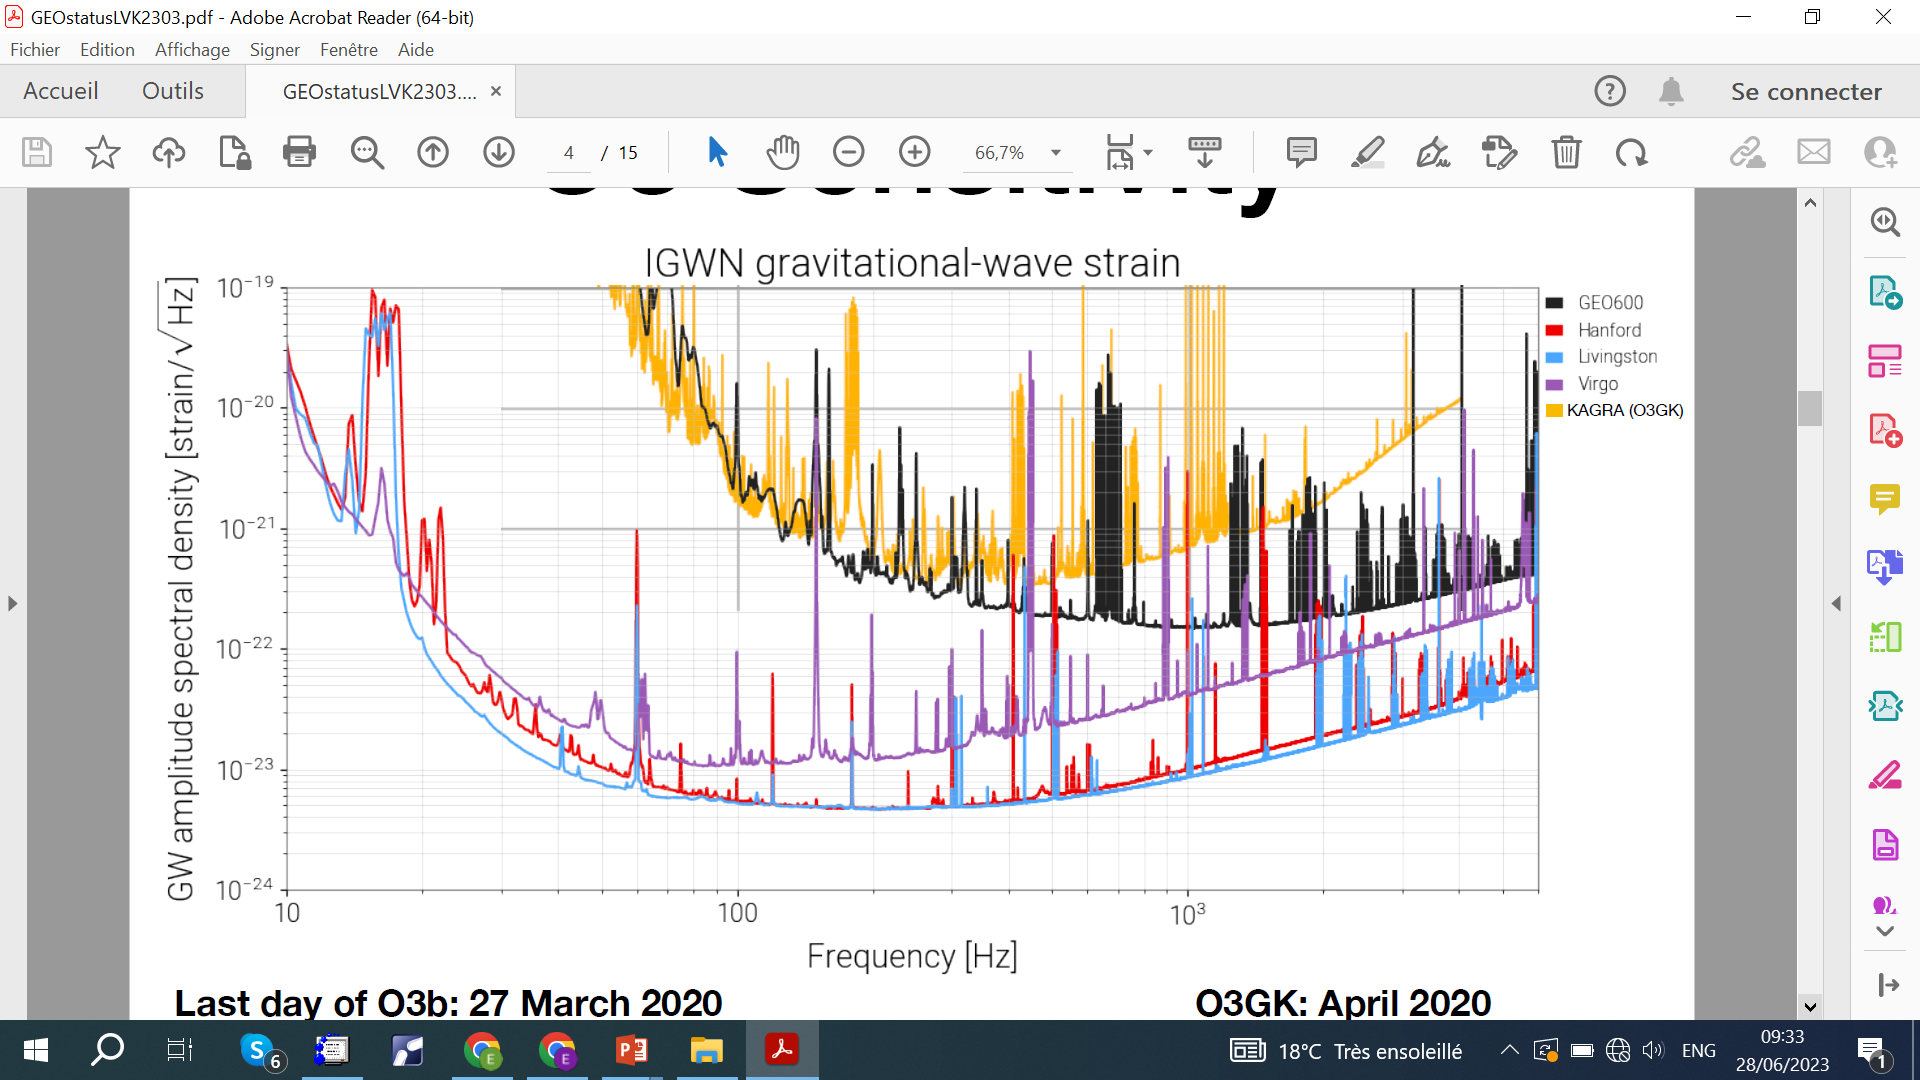 GEOstatusLVK2303.pdf - Adobe Acrobat Reader (64-bit)
Fichier Edition Affichage Signer Fenêtre Aide
Accueil Outils GEOstatusLVK2303.... × Se connecter
4 / 15 66,7%
IGWN gravitational-wave strain
GW amplitude spectral density [strain/√Hz]
10⁻¹⁹
10⁻²⁰
10⁻²¹
10⁻²²
10⁻²³
10⁻²⁴
GEO600
Hanford
Livingston
Virgo
KAGRA (O3GK)
10 100 10³
Frequency [Hz]
Last day of O3b: 27 March 2020 O3GK: April 2020
6 E E 18°C Très ensoleillé ENG 09:33
28/06/2023 1